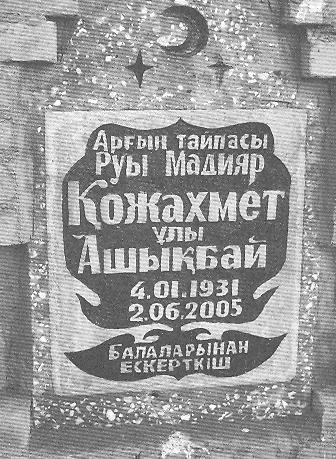 Арғын тайпасы
Руы Мадияр
Қожахмет
ұлы
Ашықбай
4.01.1931
2.06.2005
Балаларынан
ескерткіш